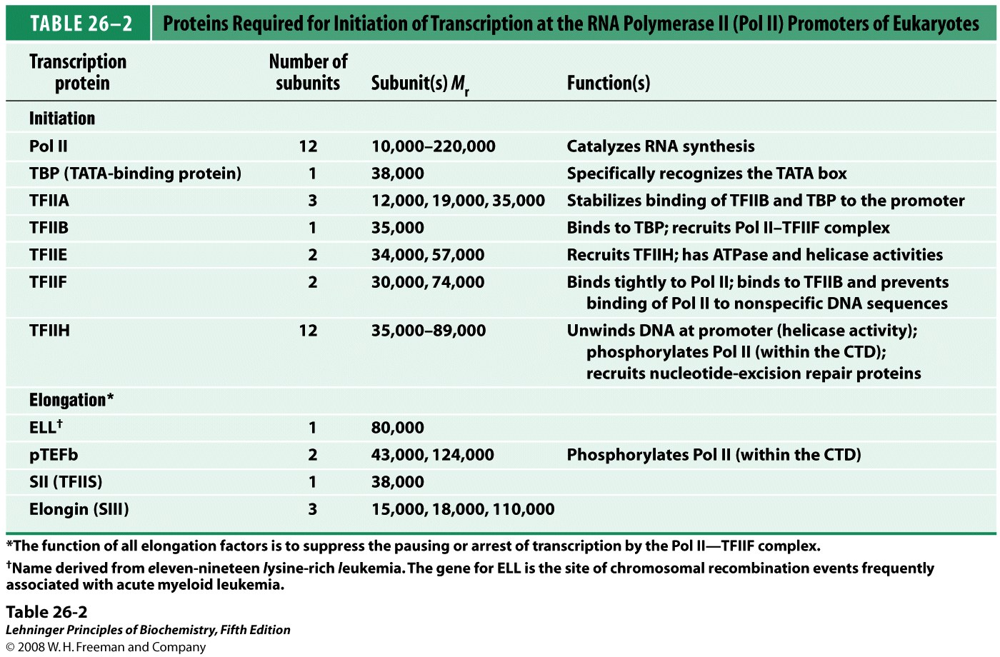 TABLE 26–2 Proteins Required for Initiation of Transcription at the RNA Polymerase II (Pol II) Promoters of Eukaryotes
Transcription protein Number of subunits Subunit(s) Mr Function(s)
Initiation
Pol II 12 10,000–220,000 Catalyzes RNA synthesis
TBP (TATA-binding protein) 1 38,000 Specifically recognizes the TATA box
TFIIA 3 12,000, 19,000, 35,000 Stabilizes binding of TFIIB and TBP to the promoter
TFIIB 1 35,000 Binds to TBP; recruits Pol II–TFIIF complex
TFIIE 2 34,000, 57,000 Recruits TFIIH; has ATPase and helicase activities
TFIIF 2 30,000, 74,000 Binds tightly to Pol II; binds to TFIIB and prevents
binding of Pol II to nonspecific DNA sequences
TFIIH 12 35,000–89,000 Unwinds DNA at promoter (helicase activity);
phosphorylates Pol II (within the CTD);
recruits nucleotide-excision repair proteins
Elongation*
ELL† 1 80,000
pTEFb 2 43,000, 124,000 Phosphorylates Pol II (within the CTD)
SII (TFIIS) 1 38,000
Elongin (SIII) 3 15,000, 18,000, 110,000
*The function of all elongation factors is to suppress the pausing or arrest of transcription by the Pol II—TFIIF complex.
†Name derived from eleven-nineteen lysine-rich leukemia. The gene for ELL is the site of chromosomal recombination events frequently
associated with acute myeloid leukemia.
Table 26-2
Lehninger Principles of Biochemistry, Fifth Edition
© 2008 W. H. Freeman and Company